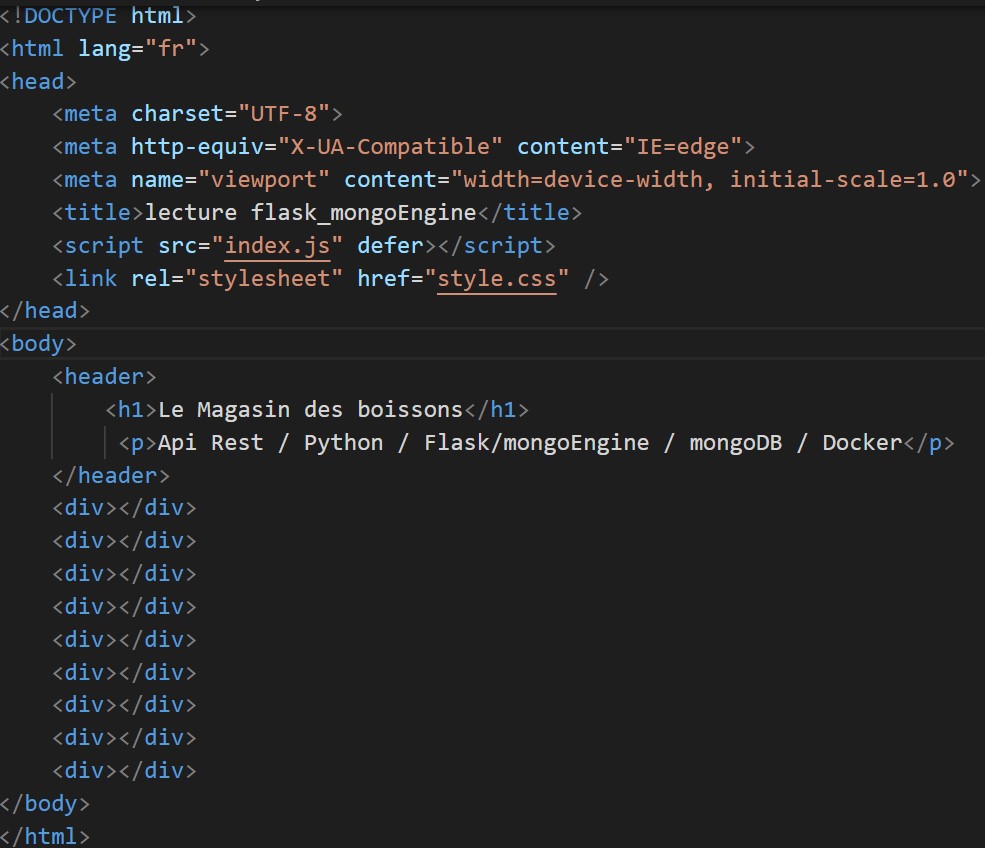 <!DOCTYPE html>
<html lang="fr">
<head>
    <meta charset="UTF-8">
    <meta http-equiv="X-UA-Compatible" content="IE=edge">
    <meta name="viewport" content="width=device-width, initial-scale=1.0">
    <title>lecture flask_mongoEngine</title>
    <script src="index.js" defer></script>
    <link rel="stylesheet" href="style.css" />
</head>
<body>
    <header>
        <h1>Le Magasin des boissons</h1>
         <p>Api Rest / Python / Flask/mongoEngine / mongoDB / Docker</p>
    </header>
    <div></div>
    <div></div>
    <div></div>
    <div></div>
    <div></div>
    <div></div>
    <div></div>
    <div></div>
    <div></div>
</body>
</html>